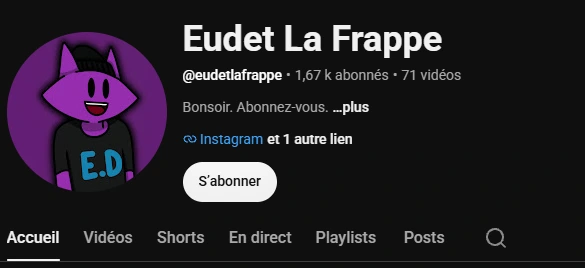 Eudet La Frappe
@eudetlafrappe • 1,67 k abonnés • 71 vidéos
Bonsoir. Abonnez-vous. ...plus
Instagram et 1 autre lien
S'abonner
E.D
Accueil Vidéos Shorts En direct Playlists Posts